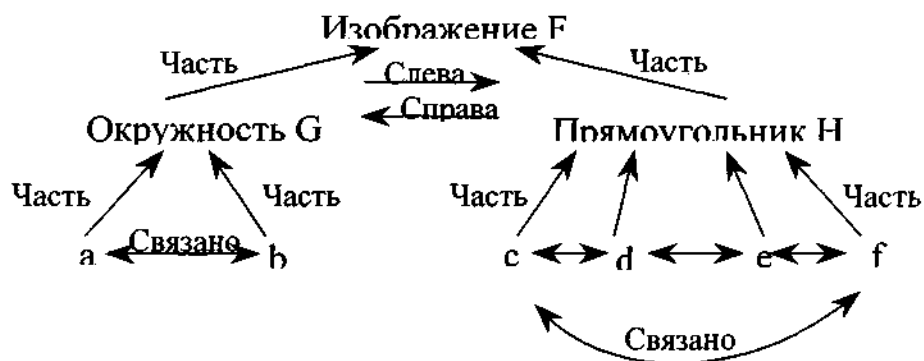 Изображение F
Часть Слева Часть
Справа
Окружность G Прямоугольник H
Часть Часть Часть Часть
Связано
a b c d e f
Связано